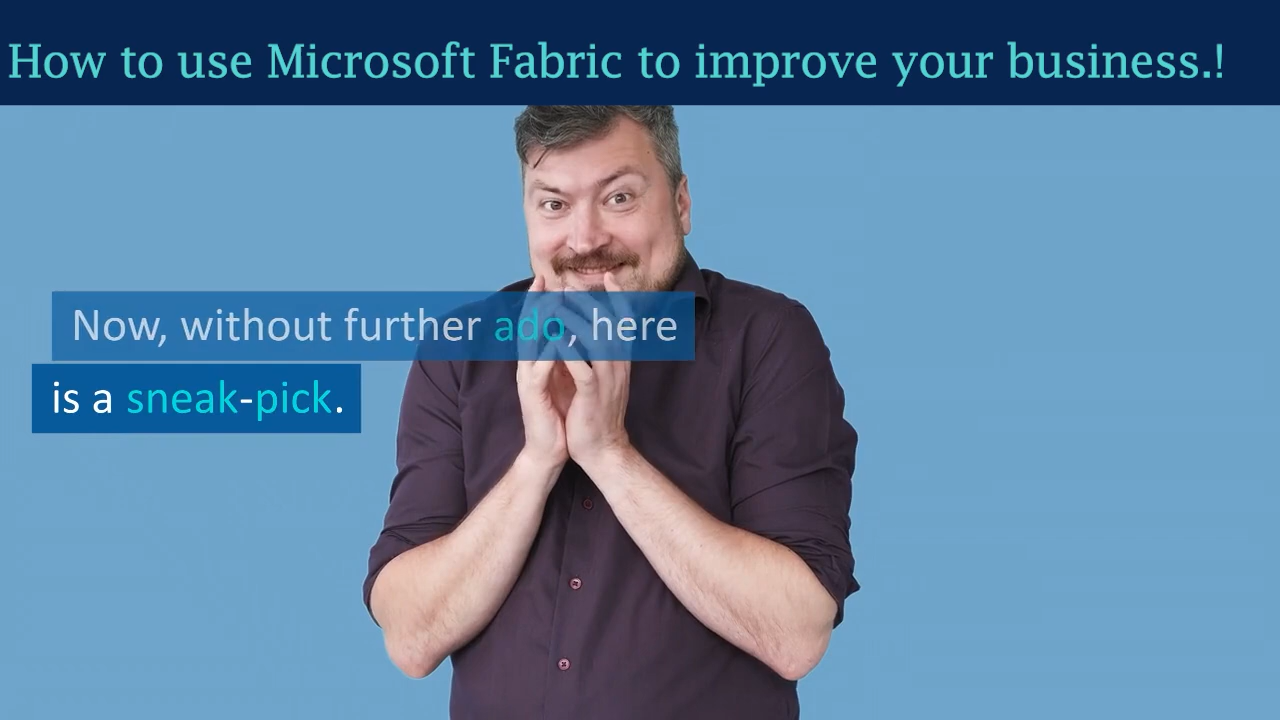 How to use Microsoft Fabric to improve your business.!
Now, without further ado, here
is a sneak-pick.